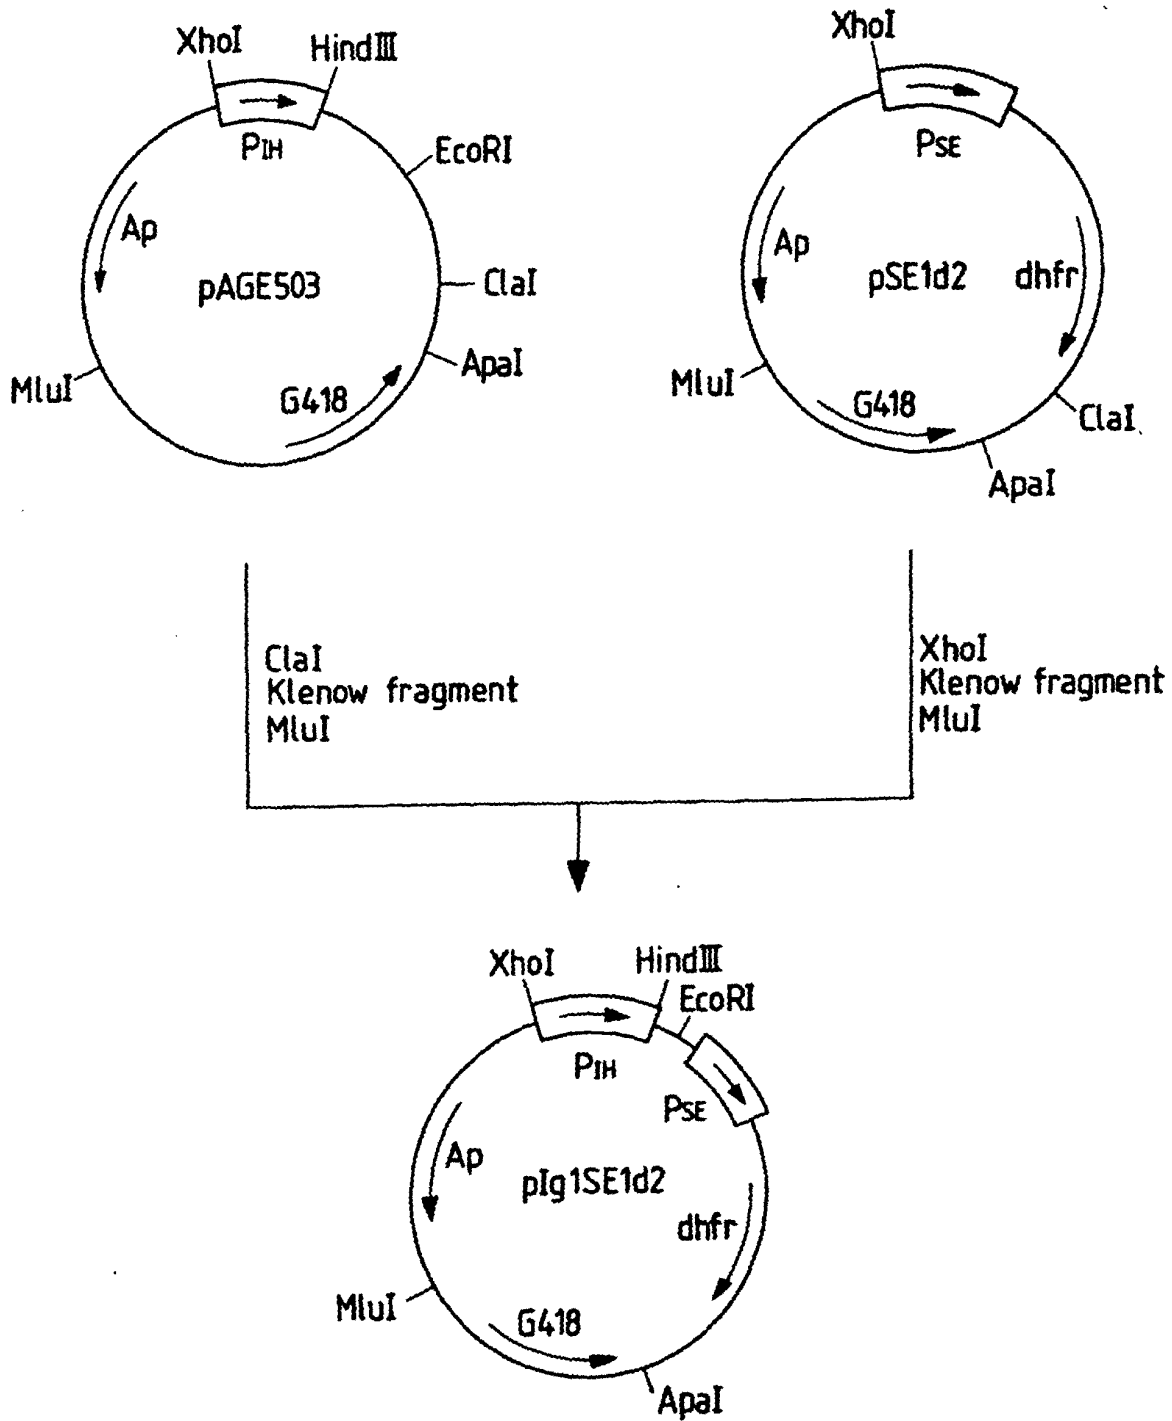 XhoI
HindIII
PIH
EcoRI
Ap
pAGE503
ClaI
ApaI
G418
MluI
XhoI
PSE
Ap
pSE1d2
dhfr
MluI
G418
ClaI
ApaI
ClaI
Klenow fragment
MluI
XhoI
Klenow fragment
MluI
XhoI
HindIII
EcoRI
PIH
PSE
Ap
pIg1SE1d2
dhfr
MluI
G418
ApaI